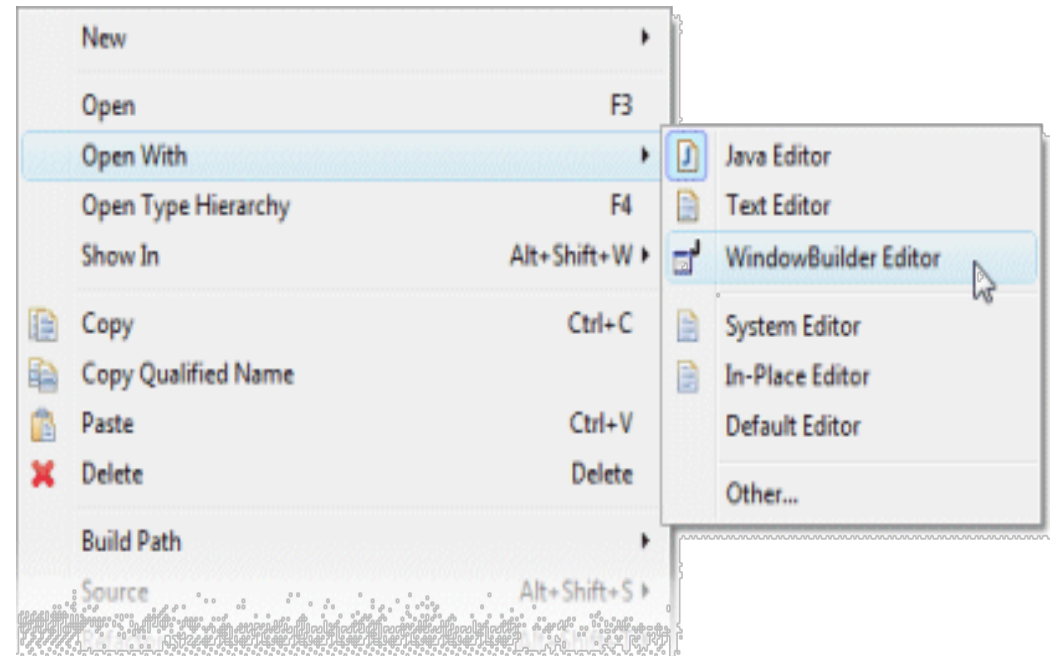 New
Open F3
Open With
Open Type Hierarchy F4
Show In Alt+Shift+W
Copy Ctrl+C
Copy Qualified Name
Paste Ctrl+V
Delete Delete
Build Path
Source Alt+Shift+S
Java Editor
Text Editor
WindowBuilder Editor
System Editor
In-Place Editor
Default Editor
Other...